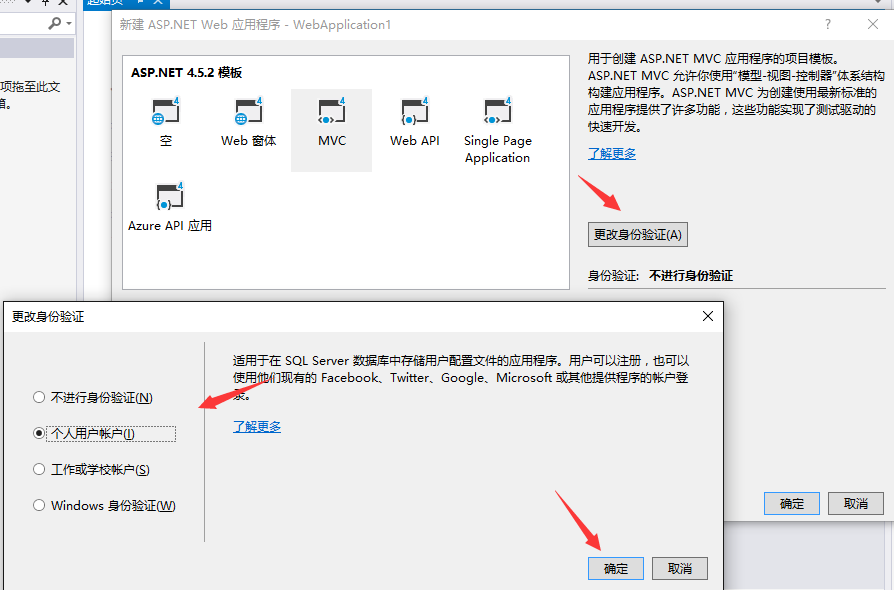 起始页
新建 ASP.NET Web 应用程序 - WebApplication1
项拖至此文
箱。
ASP.NET 4.5.2 模板
空
Web 窗体
MVC
Web API
Single Page
Application
Azure API 应用
用于创建 ASP.NET MVC 应用程序的项目模板。
ASP.NET MVC 允许你使用“模型-视图-控制器”体系结构
构建应用程序。ASP.NET MVC 为创建使用最新标准的
应用程序提供了许多功能，这些功能实现了测试驱动的
快速开发。
了解更多
更改身份验证(A)
身份验证: 不进行身份验证
确定
取消
更改身份验证
不进行身份验证(N)
个人用户帐户(I)
工作或学校帐户(S)
Windows 身份验证(W)
适用于在 SQL Server 数据库中存储用户配置文件的应用程序。用户可以注册，也可以
使用他们现有的 Facebook、Twitter、Google、Microsoft 或其他提供程序的帐户登
录。
了解更多
确定
取消